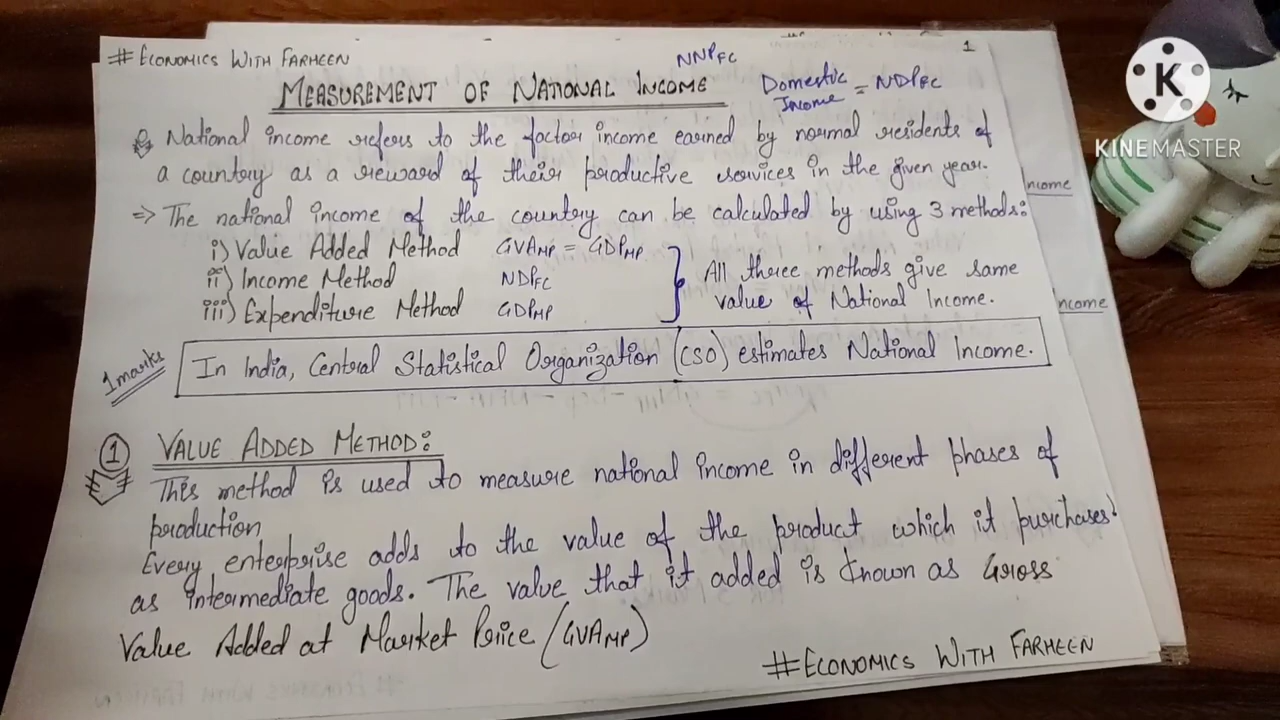 #ECONOMICS WITH FARHEEN
1
NNPFC
MEASUREMENT OF NATIONAL INCOME
Domestic Income = NDPFC
National income refers to the factor income earned by normal residents of
a country as a reward of their productive services in the given year.
=> The national income of the country can be calculated by using 3 methods:
i) Value Added Method GVAMP = GDPMP
ii) Income Method NDPFC
iii) Expenditure Method GDPMP
All three methods give same
value of National Income.
1 marks
In India, Central Statistical Organization (CSO) estimates National Income.
1 VALUE ADDED METHOD:
This method is used to measure national income in different phases of
production
Every enterprise adds to the value of the product which it purchases
as intermediate goods. The value that it added is known as Gross
Value Added at Market Price (GVAMP)
#ECONOMICS WITH FARHEEN
ncome
ncome
K
KINEMASTER